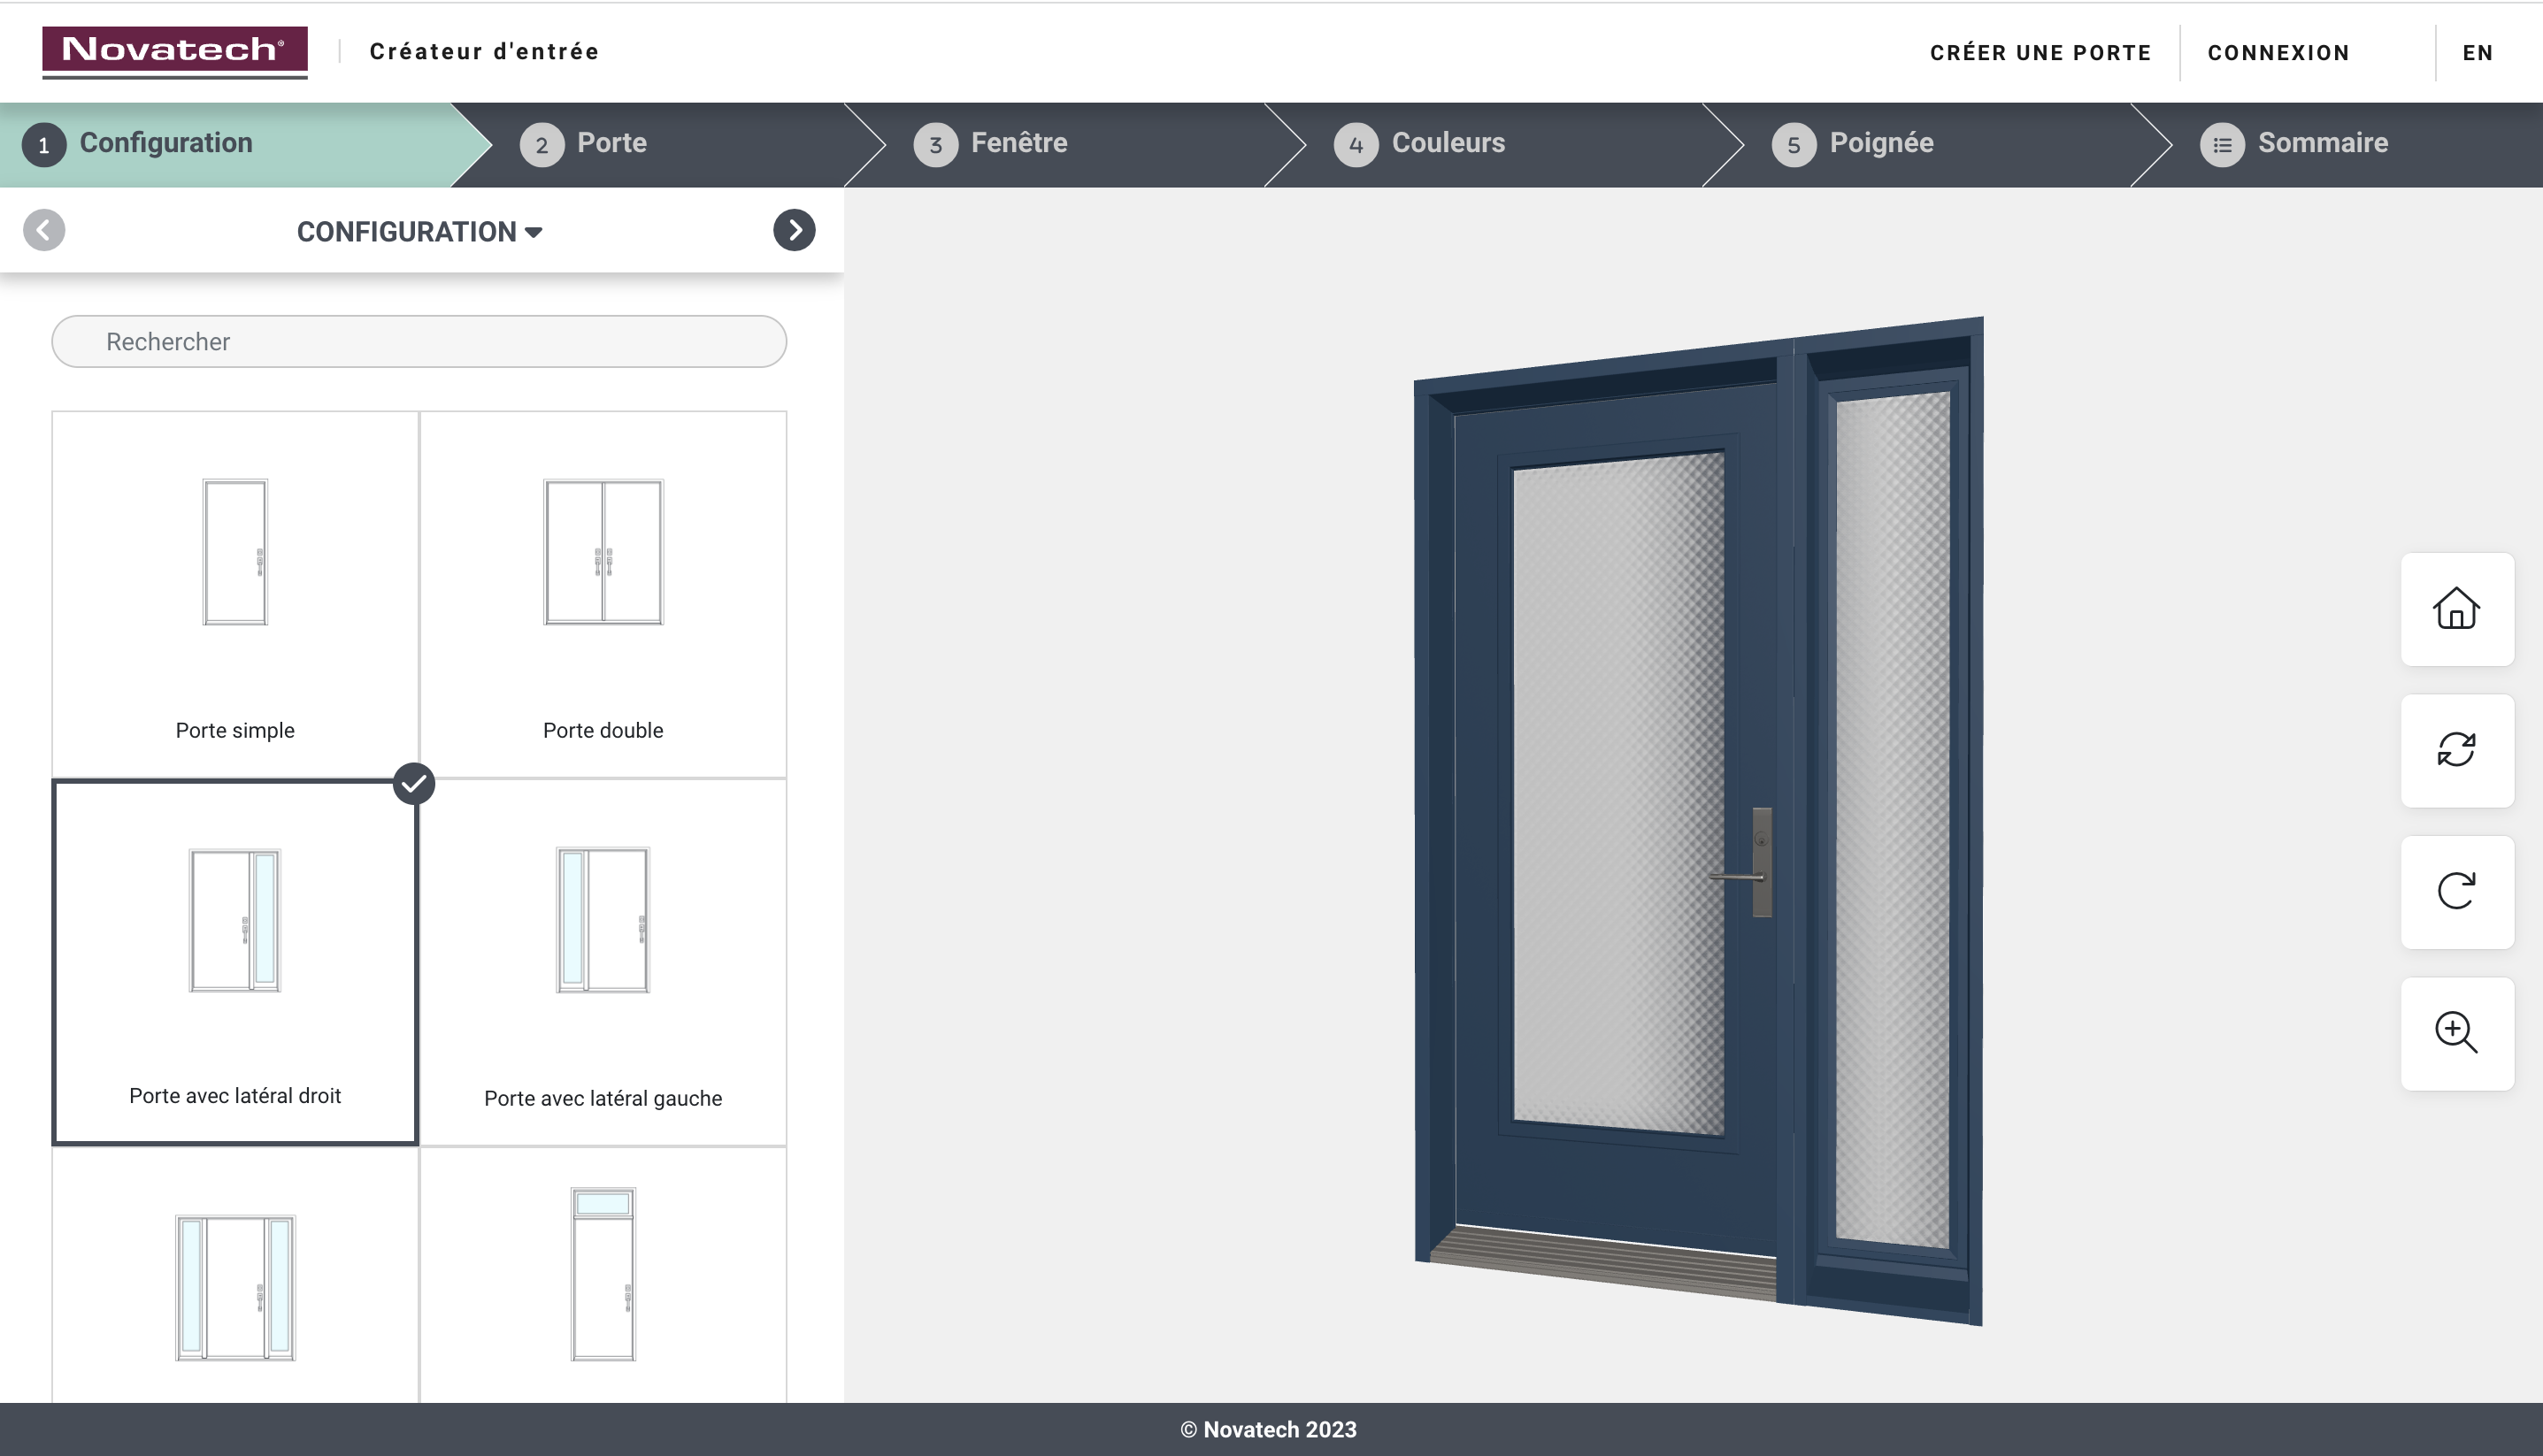 Novatech®
Créateur d'entrée
CRÉER UNE PORTE
CONNEXION
EN
1 Configuration
2 Porte
3 Fenêtre
4 Couleurs
5 Poignée
Sommaire
CONFIGURATION
Rechercher
Porte simple
Porte double
Porte avec latéral droit
Porte avec latéral gauche
© Novatech 2023